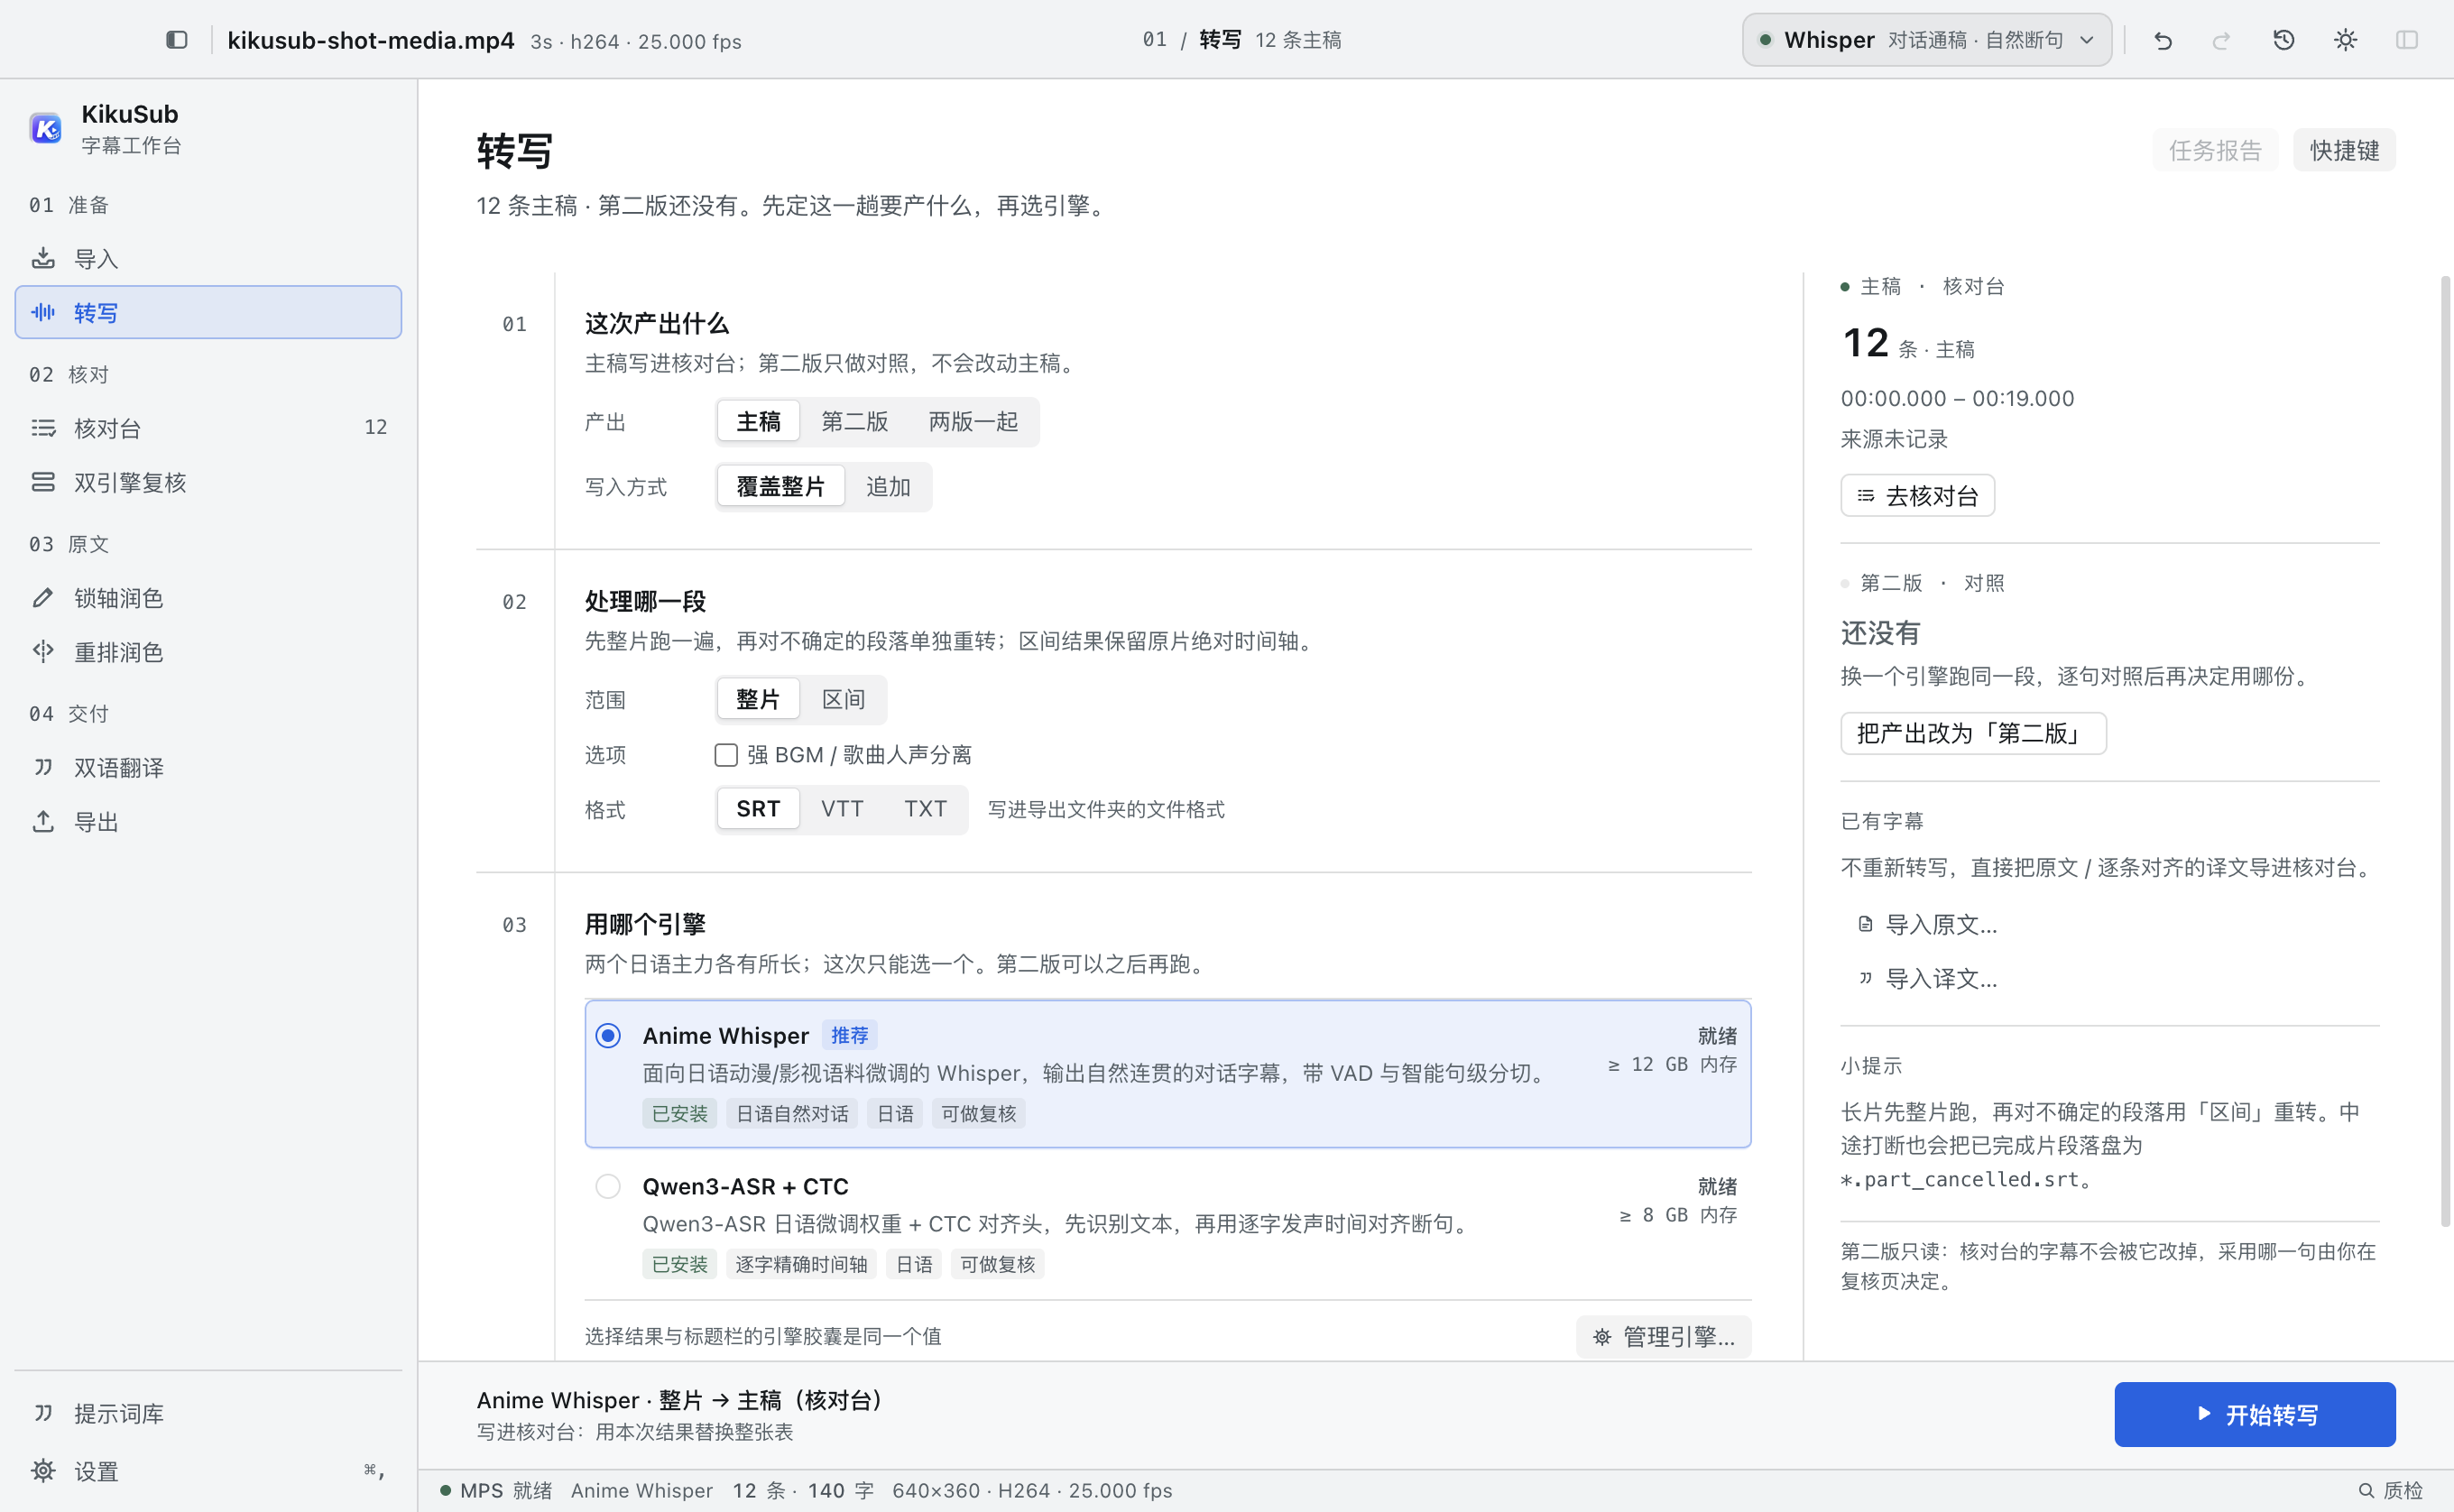 kikusub-shot-media.mp4 3s · h264 · 25.000 fps
01 / 转写 12 条主稿
Whisper 对话通稿 · 自然断句
KikuSub
字幕工作台
01 准备
导入
转写
02 核对
核对台 12
双引擎复核
03 原文
锁轴润色
重排润色
04 交付
双语翻译
导出
提示词库
设置 ⌘,
转写
任务报告 快捷键
12 条主稿 · 第二版还没有。先定这一趟要产什么，再选引擎。
01 这次产出什么
主稿写进核对台；第二版只做对照，不会改动主稿。
产出 主稿 第二版 两版一起
写入方式 覆盖整片 追加
02 处理哪一段
先整片跑一遍，再对不确定的段落单独重转；区间结果保留原片绝对时间轴。
范围 整片 区间
选项 强 BGM / 歌曲人声分离
格式 SRT VTT TXT 写进导出文件夹的文件格式
03 用哪个引擎
两个日语主力各有所长；这次只能选一个。第二版可以之后再跑。
Anime Whisper 推荐 就绪
面向日语动漫/影视语料微调的 Whisper，输出自然连贯的对话字幕，带 VAD 与智能句级分切。 ≥ 12 GB 内存
已安装 日语自然对话 日语 可做复核
Qwen3-ASR + CTC 就绪
Qwen3-ASR 日语微调权重 + CTC 对齐头，先识别文本，再用逐字发声时间对齐断句。 ≥ 8 GB 内存
已安装 逐字精确时间轴 日语 可做复核
选择结果与标题栏的引擎胶囊是同一个值 管理引擎...
主稿 · 核对台
12 条 · 主稿
00:00.000 – 00:19.000
来源未记录
去核对台
第二版 · 对照
还没有
换一个引擎跑同一段，逐句对照后再决定用哪份。
把产出改为「第二版」
已有字幕
不重新转写，直接把原文 / 逐条对齐的译文导进核对台。
导入原文...
导入译文...
小提示
长片先整片跑，再对不确定的段落用「区间」重转。中
途打断也会把已完成片段落盘为
*.part_cancelled.srt。
第二版只读：核对台的字幕不会被它改掉，采用哪一句由你在
复核页决定。
Anime Whisper · 整片 → 主稿（核对台）
写进核对台：用本次结果替换整张表
开始转写
MPS 就绪 Anime Whisper 12 条 · 140 字 640×360 · H264 · 25.000 fps
质检